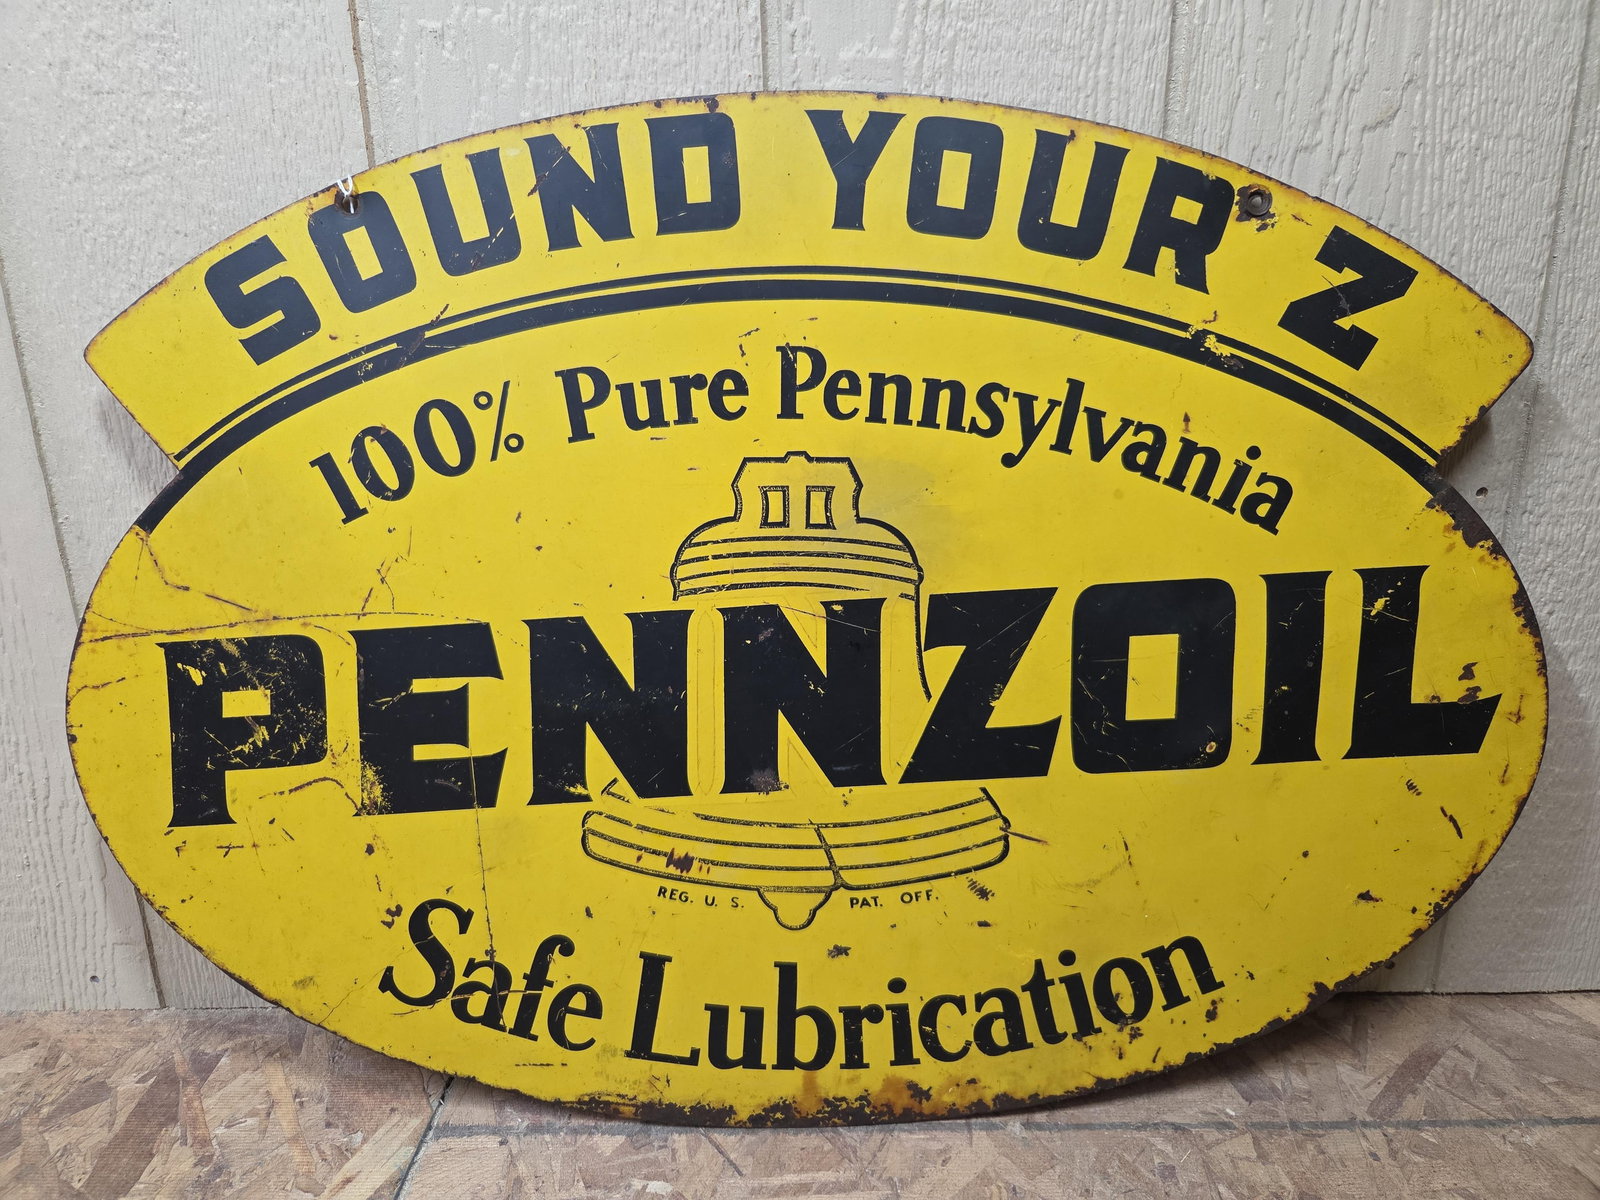 SOUND YOUR Z
100% Pure Pennsylvania
PENNZOIL
REG. U. S. PAT. OFF.
Safe Lubrication